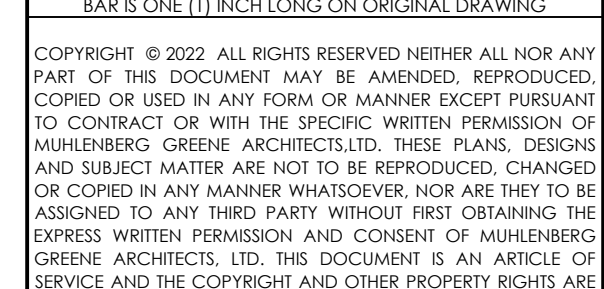 BAR IS ONE (1) INCH LONG ON ORIGINAL DRAWING
COPYRIGHT © 2022 ALL RIGHTS RESERVED NEITHER ALL NOR ANY
PART OF THIS DOCUMENT MAY BE AMENDED, REPRODUCED,
COPIED OR USED IN ANY FORM OR MANNER EXCEPT PURSUANT
TO CONTRACT OR WITH THE SPECIFIC WRITTEN PERMISSION OF
MUHLENBERG GREENE ARCHITECTS,LTD. THESE PLANS, DESIGNS
AND SUBJECT MATTER ARE NOT TO BE REPRODUCED, CHANGED
OR COPIED IN ANY MANNER WHATSOEVER, NOR ARE THEY TO BE
ASSIGNED TO ANY THIRD PARTY WITHOUT FIRST OBTAINING THE
EXPRESS WRITTEN PERMISSION AND CONSENT OF MUHLENBERG
GREENE ARCHITECTS, LTD. THIS DOCUMENT IS AN ARTICLE OF
SERVICE AND THE COPYRIGHT AND OTHER PROPERTY RIGHTS ARE